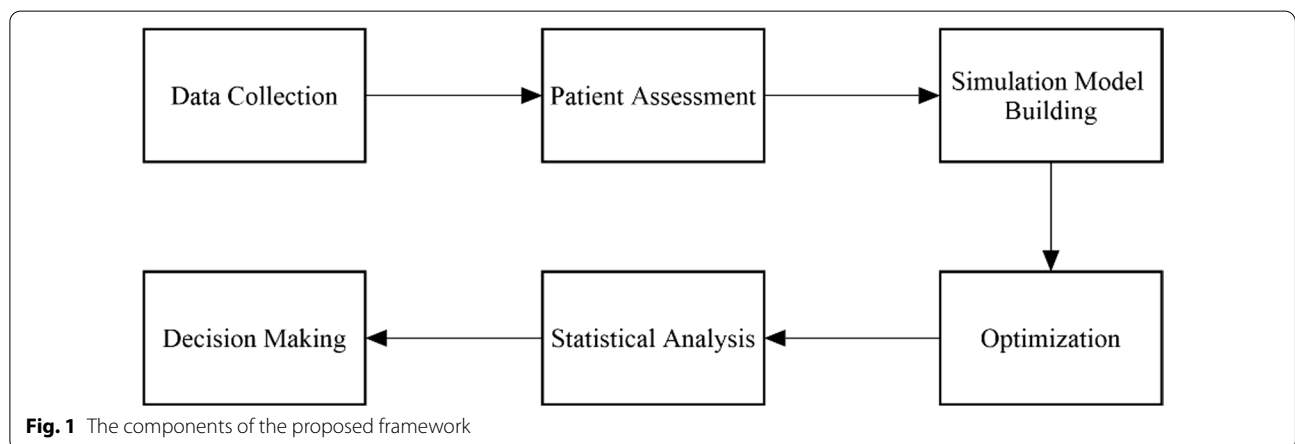 Data Collection
Patient Assessment
Simulation Model
Building
Decision Making
Statistical Analysis
Optimization
Fig. 1 The components of the proposed framework